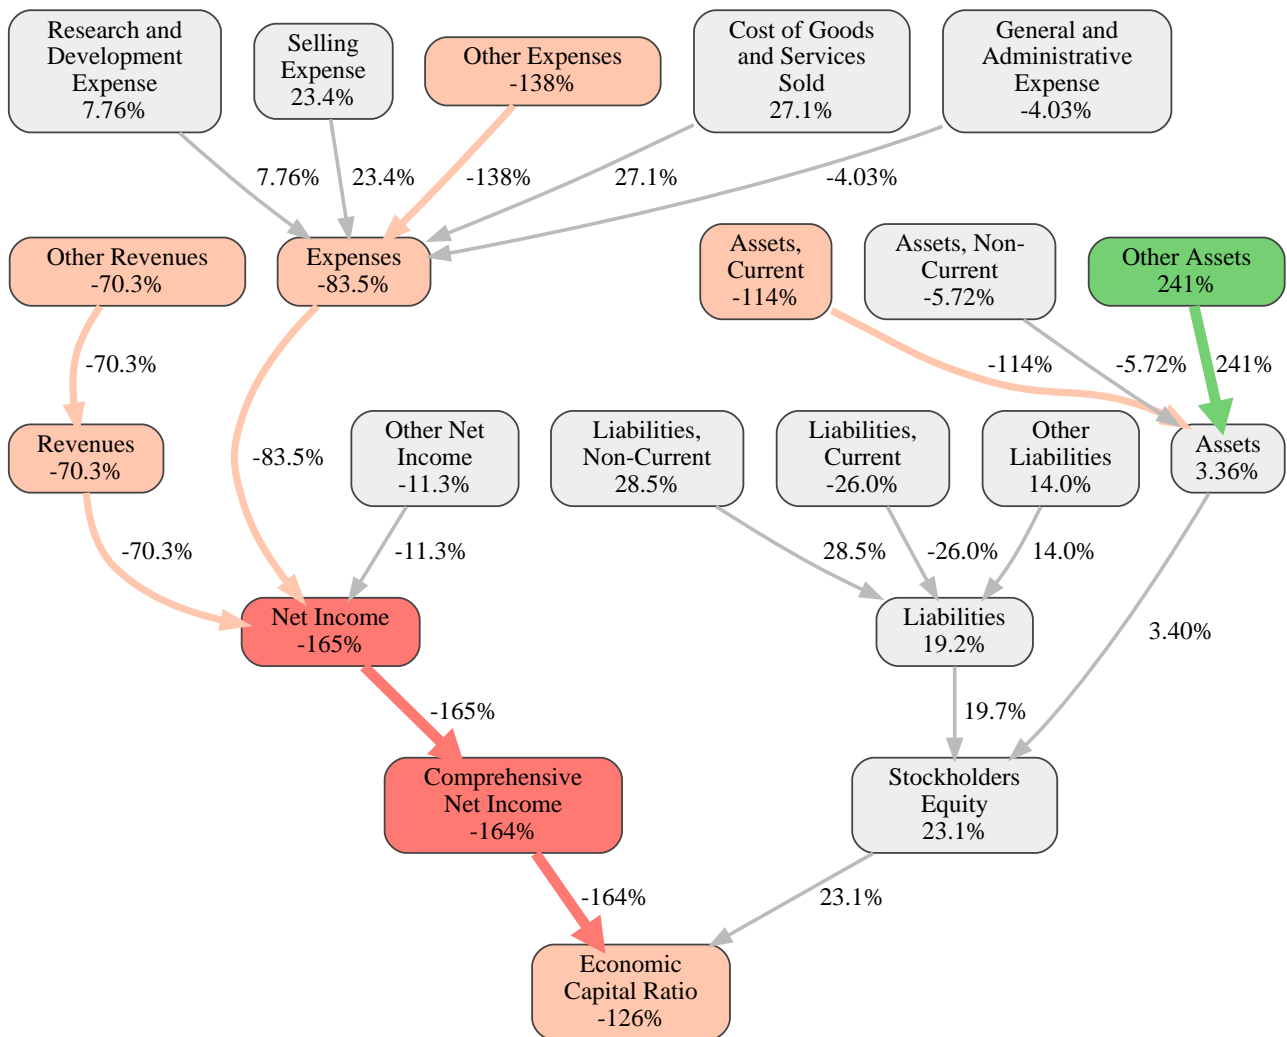 Research and
Development
Expense
7.76%
Selling
Expense
23.4%
Other Expenses
-138%
Cost of Goods
and Services
Sold
27.1%
General and
Administrative
Expense
-4.03%
7.76%
23.4%
-138%
27.1%
-4.03%
Other Revenues
-70.3%
Expenses
-83.5%
Assets,
Current
-114%
Assets, Non-
Current
-5.72%
Other Assets
241%
-70.3%
-114%
-5.72%
241%
Revenues
-70.3%
-83.5%
Other Net
Income
-11.3%
Liabilities,
Non-Current
28.5%
Liabilities,
Current
-26.0%
Other
Liabilities
14.0%
Assets
3.36%
-70.3%
-11.3%
28.5%
-26.0%
14.0%
Net Income
-165%
Liabilities
19.2%
3.40%
-165%
19.7%
Comprehensive
Net Income
-164%
Stockholders
Equity
23.1%
-164%
23.1%
Economic
Capital Ratio
-126%